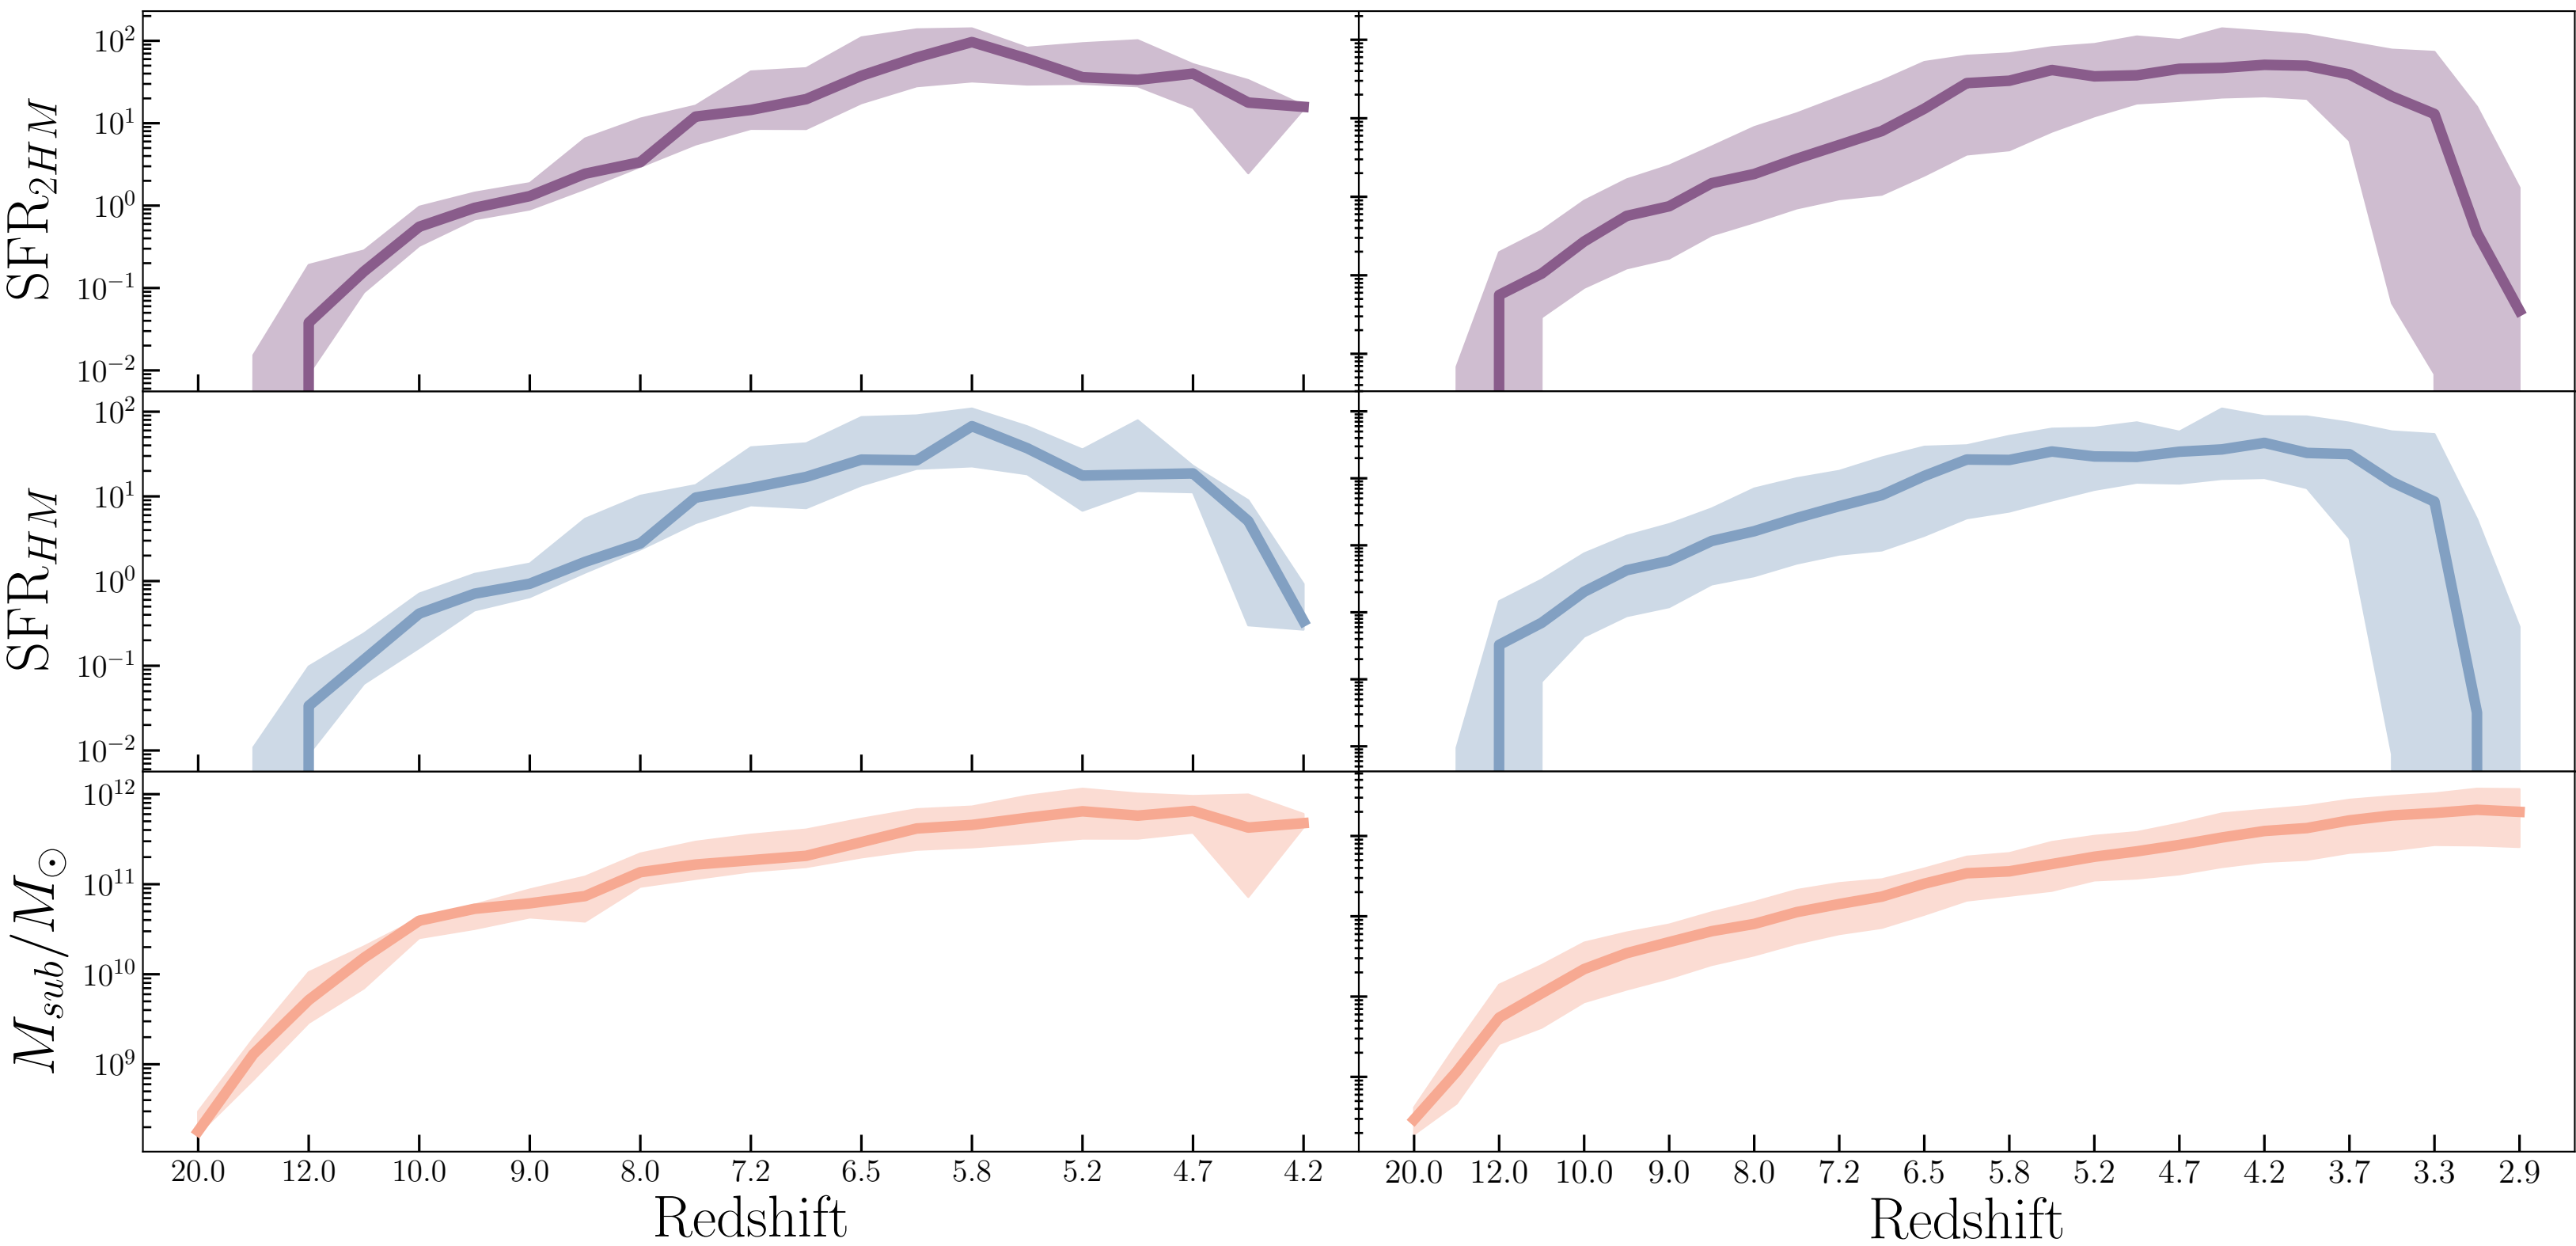 SFR_{2HM}
10^2
10^1
10^0
10^{-1}
10^{-2}
SFR_{HM}
10^2
10^1
10^0
10^{-1}
10^{-2}
M_{sub}/M_⊙
10^{12}
10^{11}
10^{10}
10^9
20.0 12.0 10.0 9.0 8.0 7.2 6.5 5.8 5.2 4.7 4.2
Redshift
20.0 12.0 10.0 9.0 8.0 7.2 6.5 5.8 5.2 4.7 4.2 3.7 3.3 2.9
Redshift